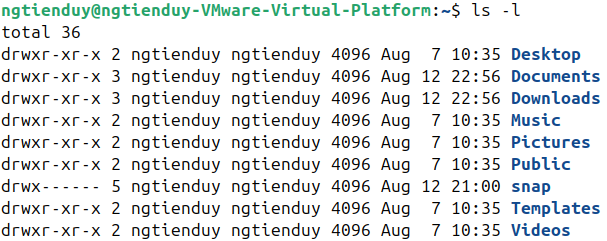 ngtienduy@ngtienduy-VMware-Virtual-Platform:~$ ls -l
total 36
drwxr-xr-x 2 ngtienduy ngtienduy 4096 Aug  7 10:35 Desktop
drwxr-xr-x 3 ngtienduy ngtienduy 4096 Aug 12 22:56 Documents
drwxr-xr-x 3 ngtienduy ngtienduy 4096 Aug 12 22:56 Downloads
drwxr-xr-x 2 ngtienduy ngtienduy 4096 Aug  7 10:35 Music
drwxr-xr-x 2 ngtienduy ngtienduy 4096 Aug  7 10:35 Pictures
drwxr-xr-x 2 ngtienduy ngtienduy 4096 Aug  7 10:35 Public
drwx------ 5 ngtienduy ngtienduy 4096 Aug 12 21:00 snap
drwxr-xr-x 2 ngtienduy ngtienduy 4096 Aug  7 10:35 Templates
drwxr-xr-x 2 ngtienduy ngtienduy 4096 Aug  7 10:35 Videos